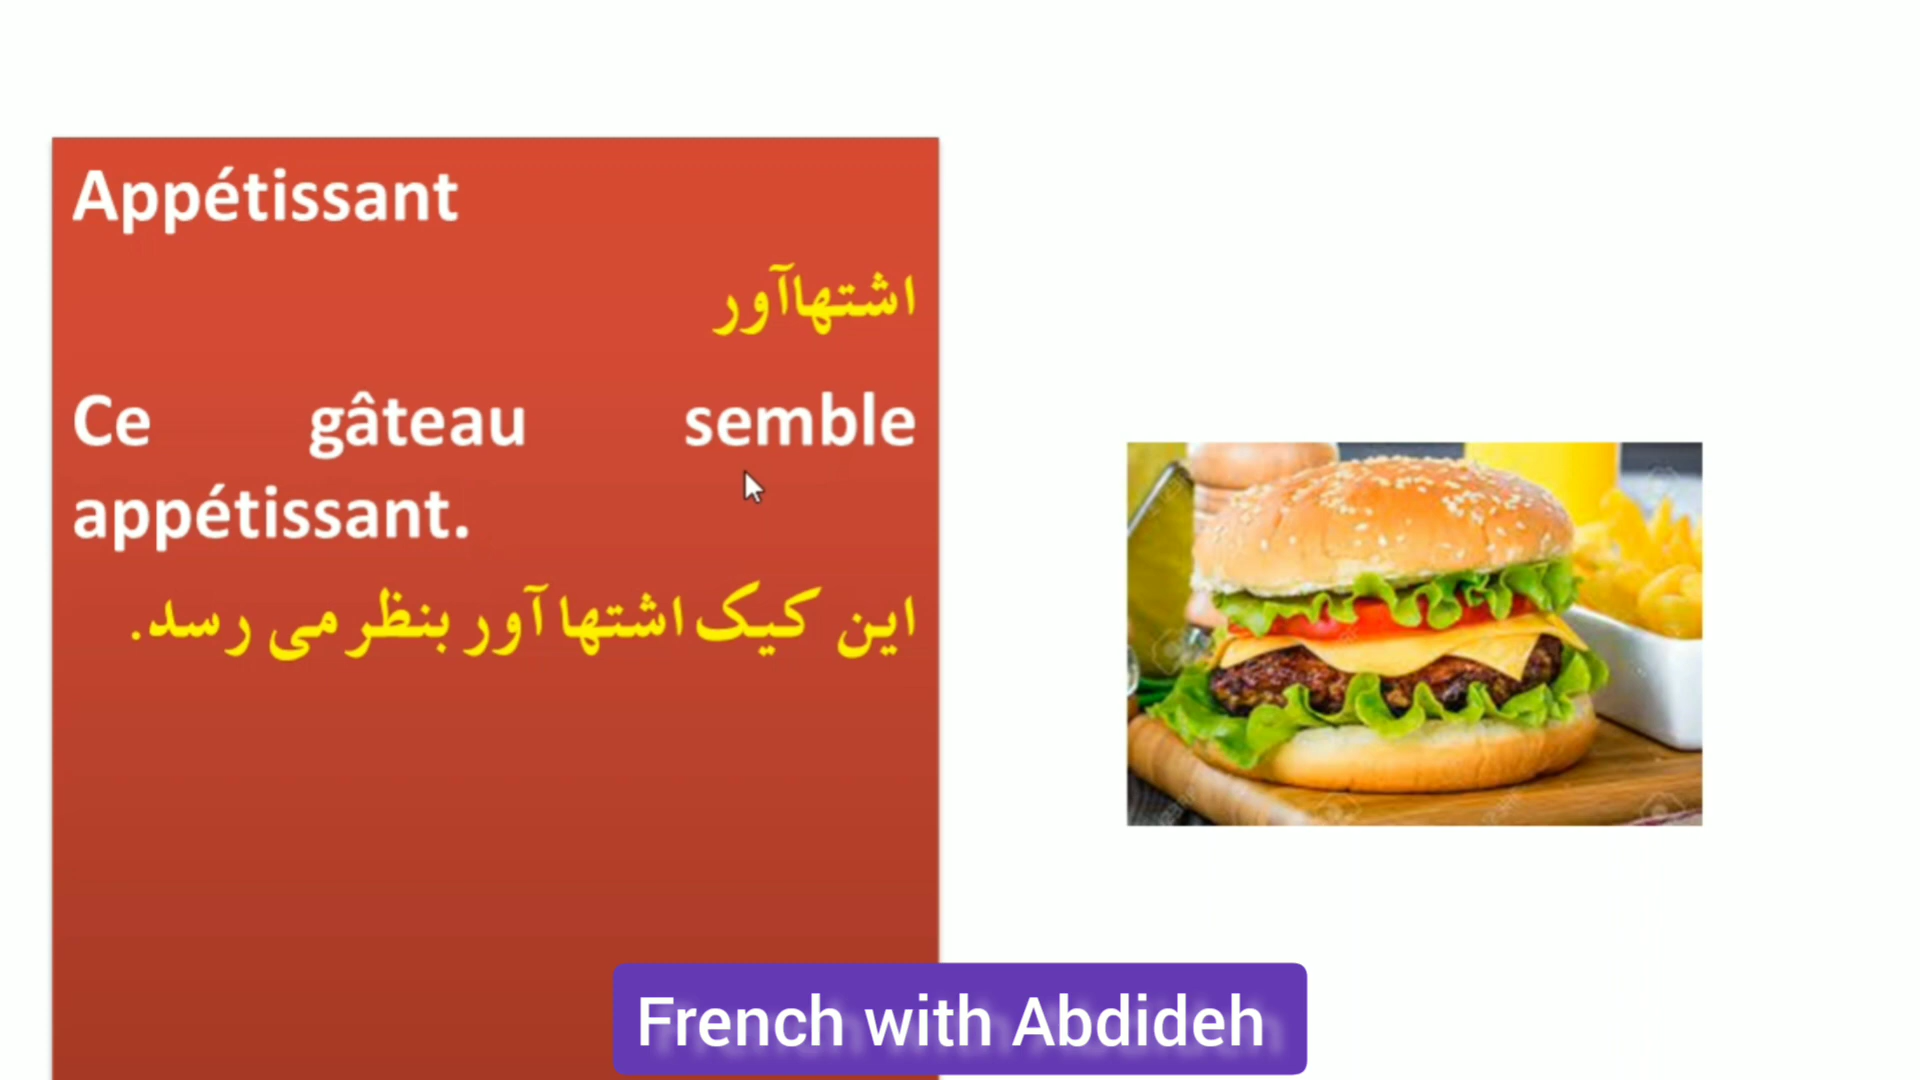 Appétissant
اشتهاآور
Ce gâteau semble
appétissant.
این کیک اشتها آور بنظر می رسد.
French with Abdideh